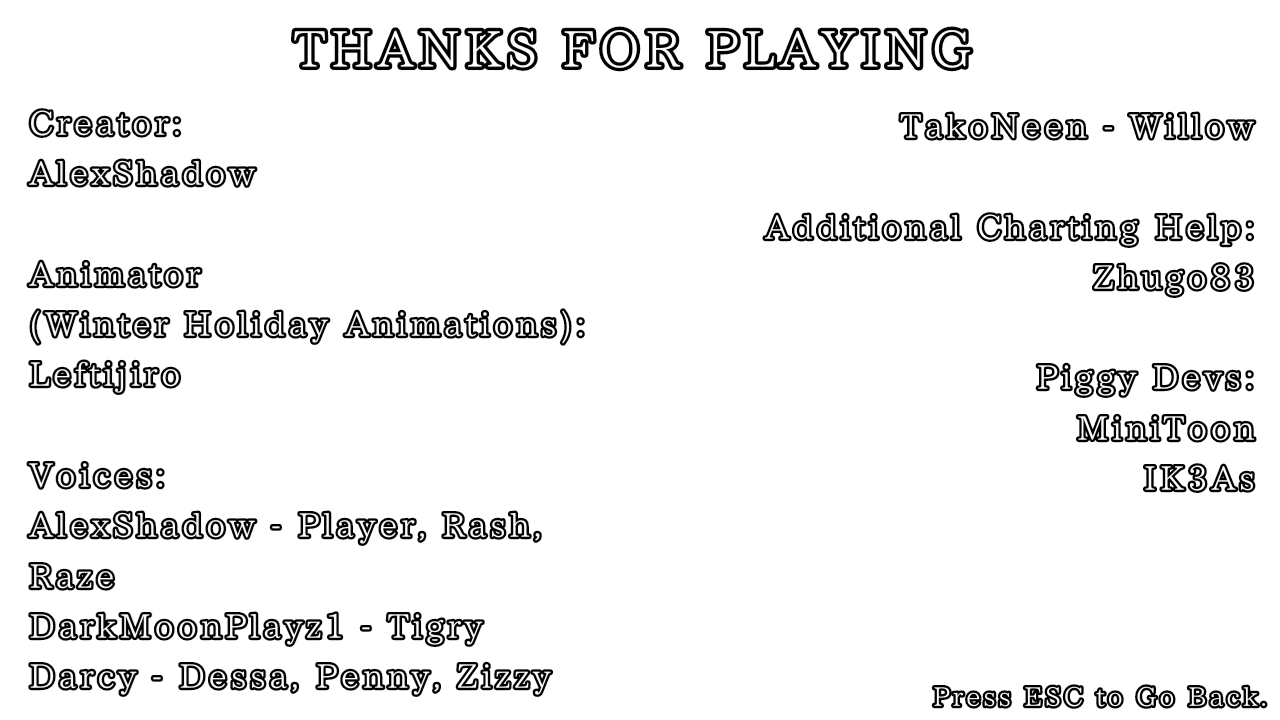 THANKS FOR PLAYING
Creator:
AlexShadow
Animator
(Winter Holiday Animations):
Leftijiro
Voices:
AlexShadow - Player, Rash,
Raze
DarkMoonPlayz1 - Tigry
Darcy - Dessa, Penny, Zizzy
TakoNeen - Willow
Additional Charting Help:
Zhugo83
Piggy Devs:
MiniToon
IK3As
Press ESC to Go Back.